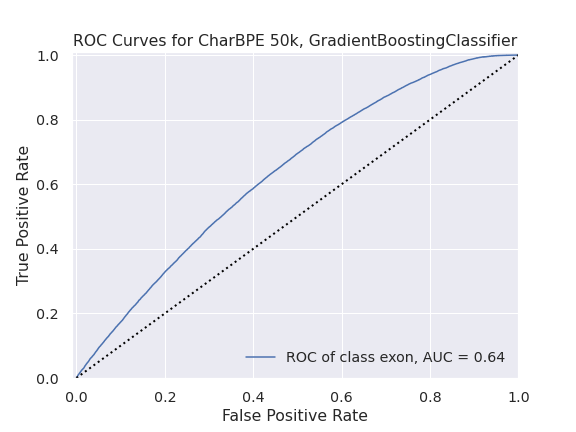 ROC Curves for CharBPE 50k, GradientBoostingClassifier
1.0
0.8
0.6
0.4
0.2
0.0
True Positive Rate
ROC of class exon, AUC = 0.64
0.0 0.2 0.4 0.6 0.8 1.0
False Positive Rate